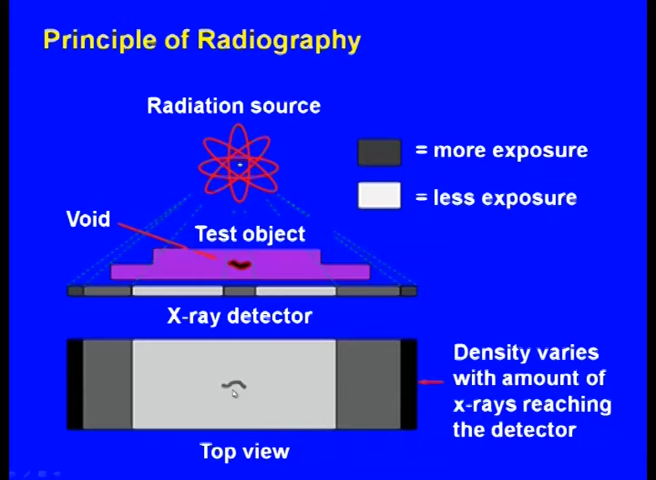 Principle of Radiography
Radiation source
= more exposure
= less exposure
Void
Test object
X-ray detector
Density varies
with amount of
x-rays reaching
the detector
Top view